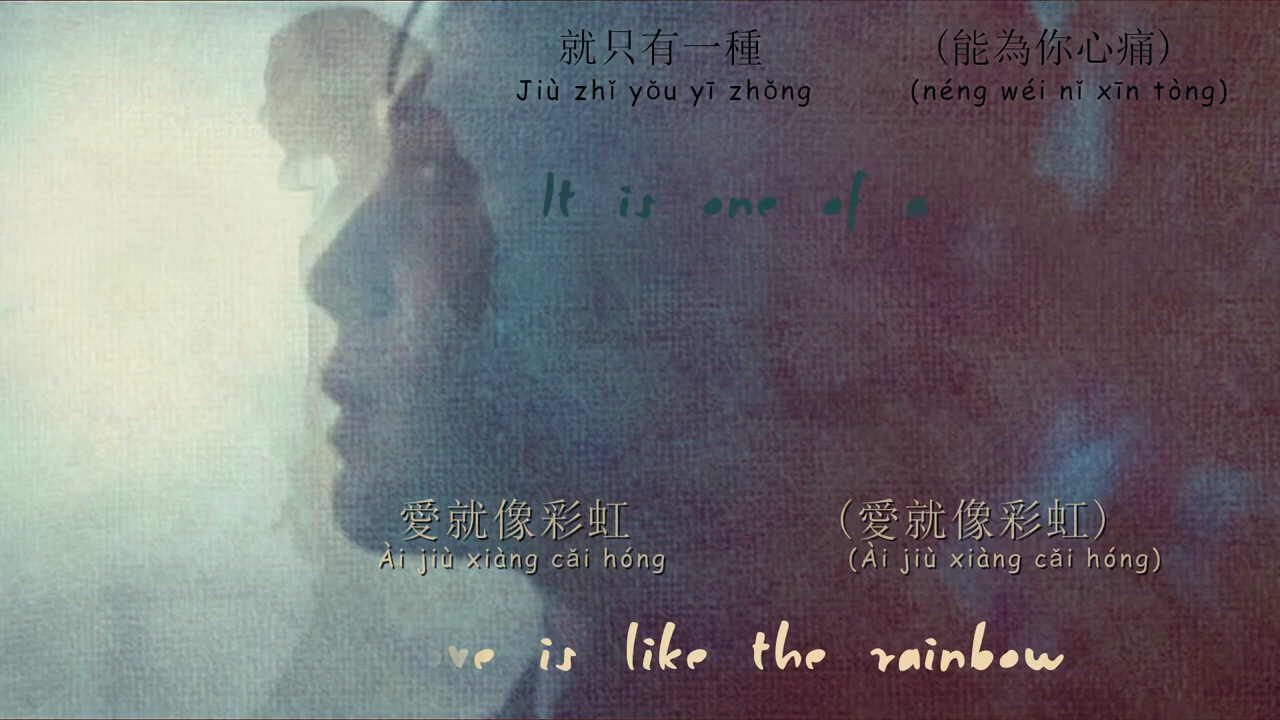 就只有一種 (能為你心痛)
Jiù zhǐ yǒu yī zhǒng (néng wéi nǐ xīn tòng)
It is one of a
愛就像彩虹 (愛就像彩虹)
Ài jiù xiàng cǎi hóng (Ài jiù xiàng cǎi hóng)
ove is like the rainbow